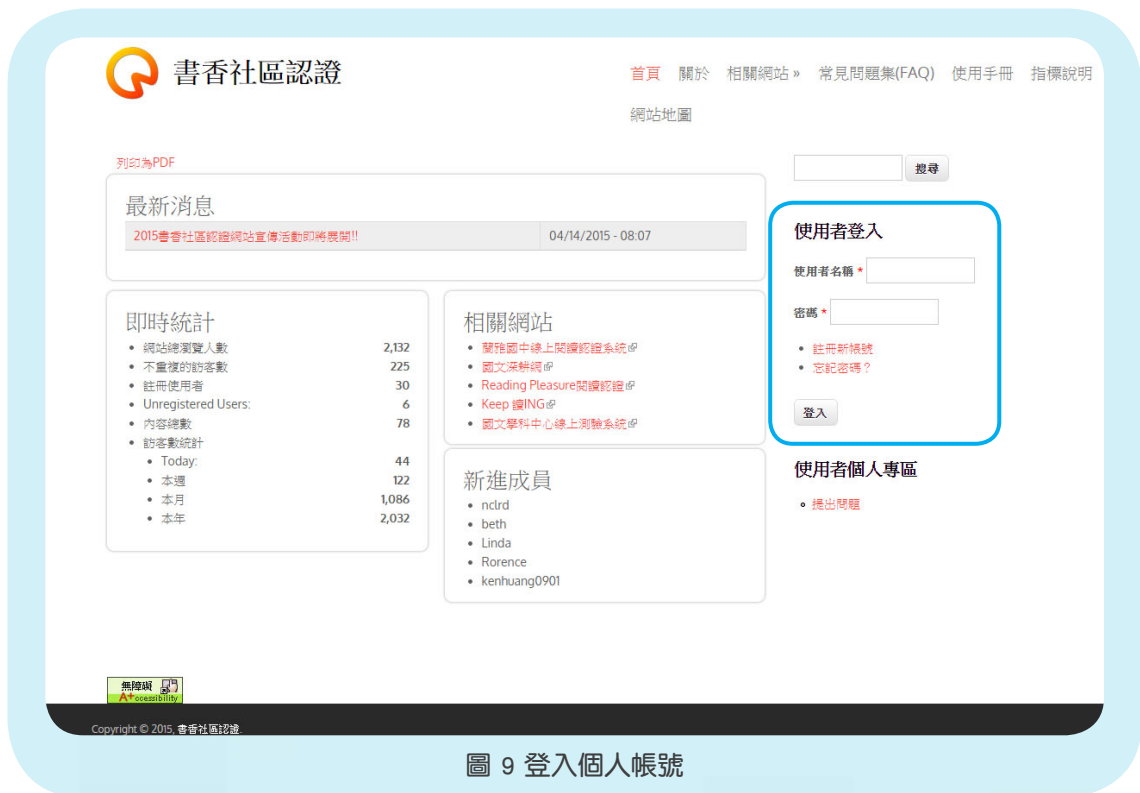 書香社區認證
首頁 關於 相關網站 » 常見問題集(FAQ) 使用手冊 指標說明
網站地圖
列印為PDF
搜尋
最新消息
2015書香社區認證網站宣傳活動即將展開!! 04/14/2015 - 08:07
使用者登入
使用者名稱 *
密碼 *
註冊新帳號
忘記密碼？
登入
即時統計
網站總瀏覽人數 2,132
不重複的訪客數 225
註冊使用者 30
Unregistered Users: 6
內容總數 78
訪客數統計
Today: 44
本週 122
本月 1,086
本年 2,032
相關網站
蘭雅國中線上閱讀認證系統
國文深耕網
Reading Pleasure閱讀認證
Keep 讀ING
國文學科中心線上測驗系統
新進成員
nclrd
beth
Linda
Rorence
kenhuang0901
使用者個人專區
提出問題
無障礙
A+ccessibility
Copyright © 2015, 書香社區認證.
圖 9 登入個人帳號